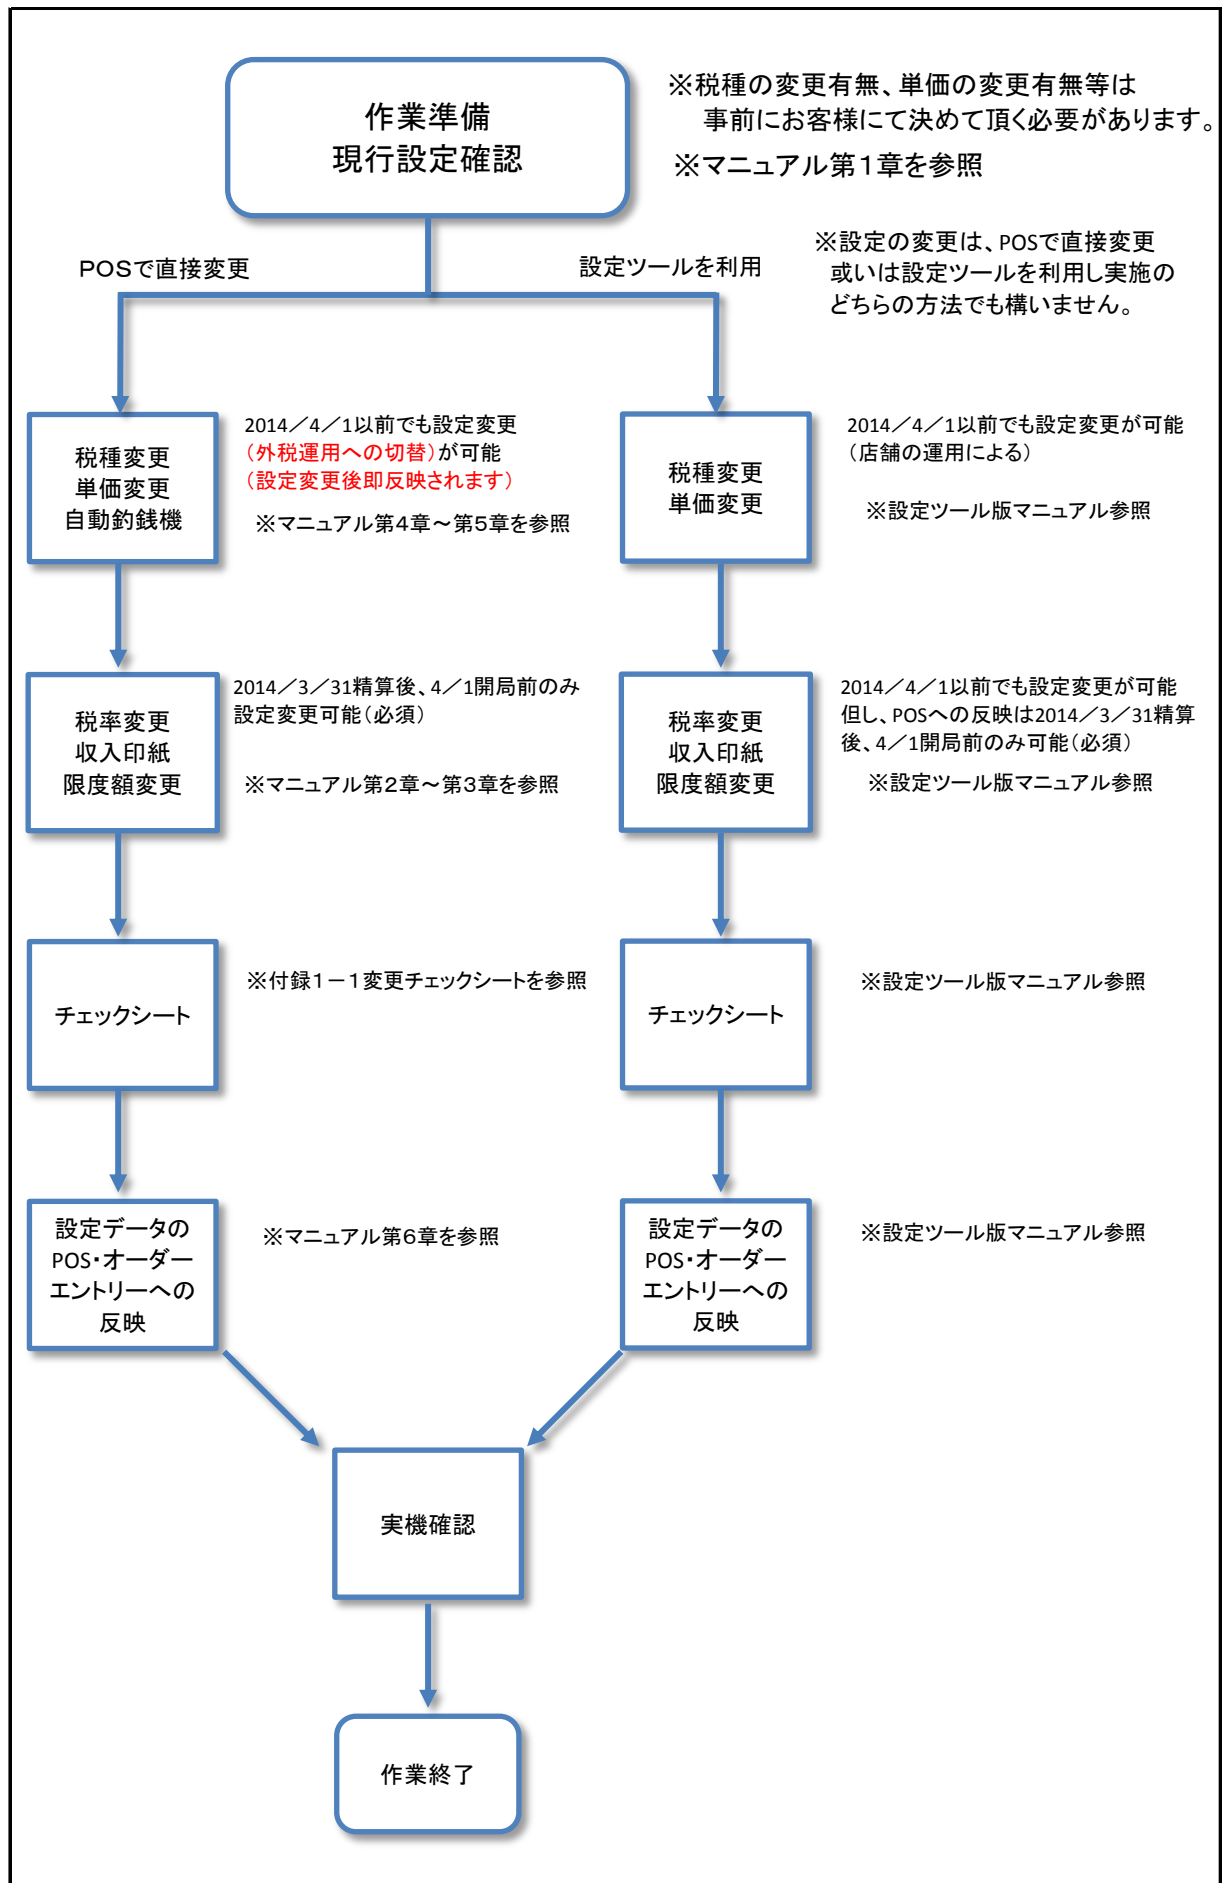 作業準備
現行設定確認
※税種の変更有無、単価の変更有無等は
事前にお客様にて決めて頂く必要があります。
※マニュアル第1章を参照
POSで直接変更
設定ツールを利用
※設定の変更は、POSで直接変更
或いは設定ツールを利用し実施の
どちらの方法でも構いません。
税種変更
単価変更
自動釣銭機
2014/4/1以前でも設定変更
(外税運用への切替)が可能
(設定変更後即反映されます)
※マニュアル第4章~第5章を参照
税種変更
単価変更
2014/4/1以前でも設定変更が可能
(店舗の運用による)
※設定ツール版マニュアル参照
税率変更
収入印紙
限度額変更
2014/3/31精算後、4/1開局前のみ
設定変更可能(必須)
※マニュアル第2章~第3章を参照
税率変更
収入印紙
限度額変更
2014/4/1以前でも設定変更が可能
但し、POSへの反映は2014/3/31精算
後、4/1開局前のみ可能(必須)
※設定ツール版マニュアル参照
チェックシート
※付録1-1変更チェックシートを参照
チェックシート
※設定ツール版マニュアル参照
設定データの
POS・オーダー
エントリーへの
反映
※マニュアル第6章を参照
設定データの
POS・オーダー
エントリーへの
反映
※設定ツール版マニュアル参照
実機確認
作業終了